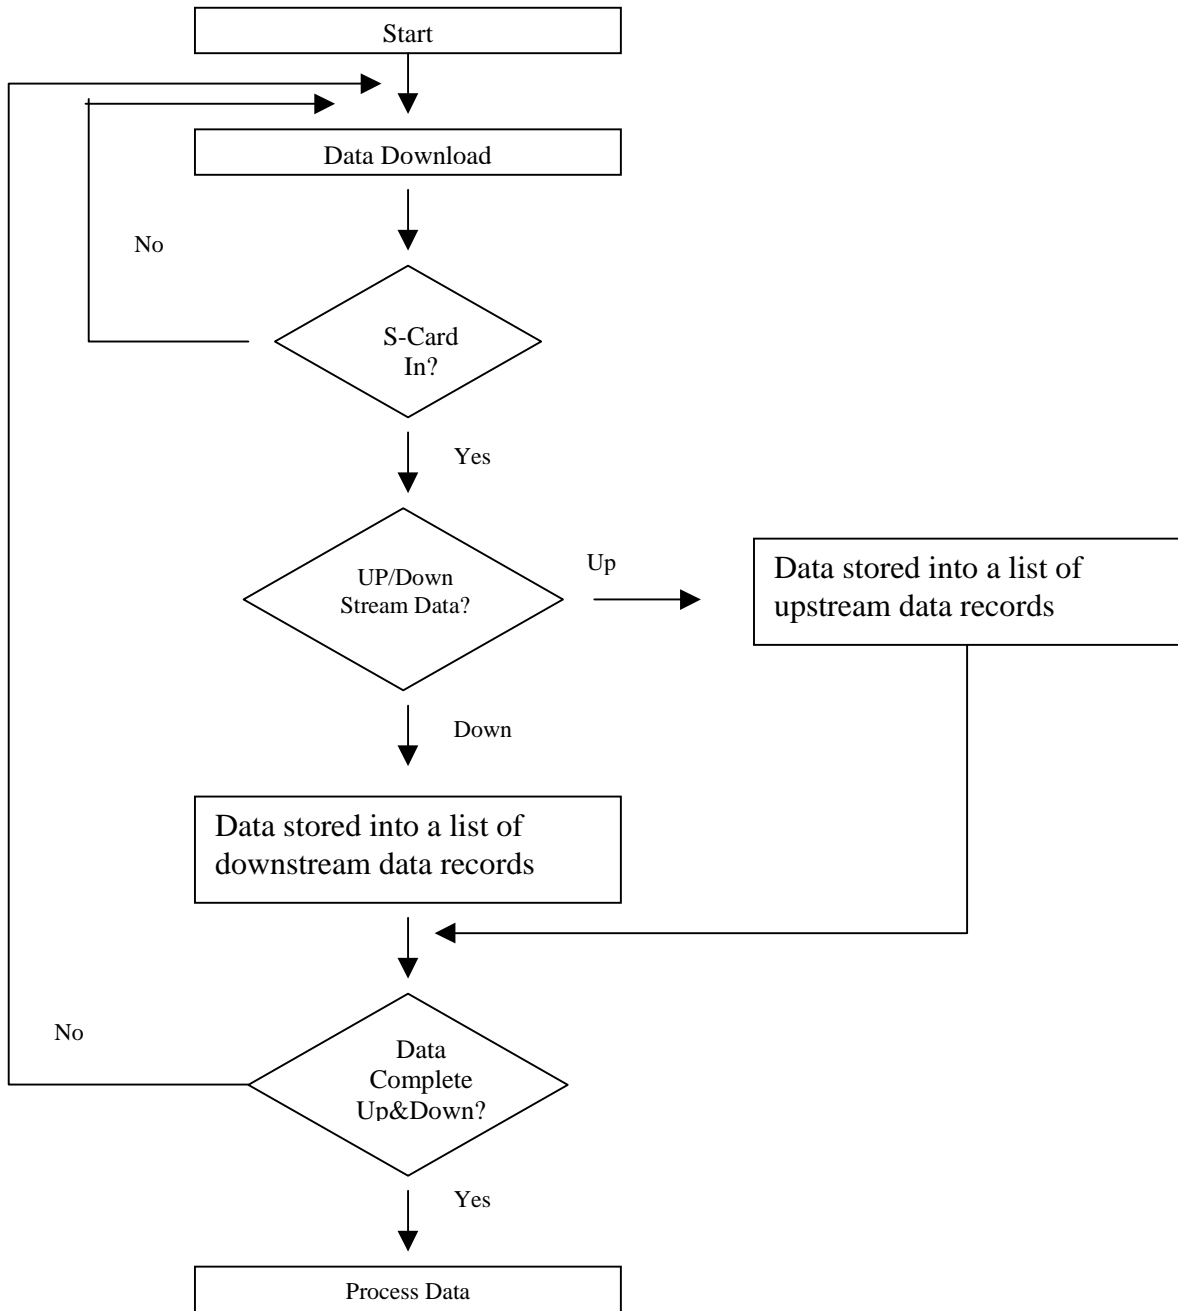 Start
Data Download
No
S-Card
In?
Yes
UP/Down
Stream Data?
Up
Data stored into a list of
upstream data records
Down
Data stored into a list of
downstream data records
No
Data
Complete
Up&Down?
Yes
Process Data